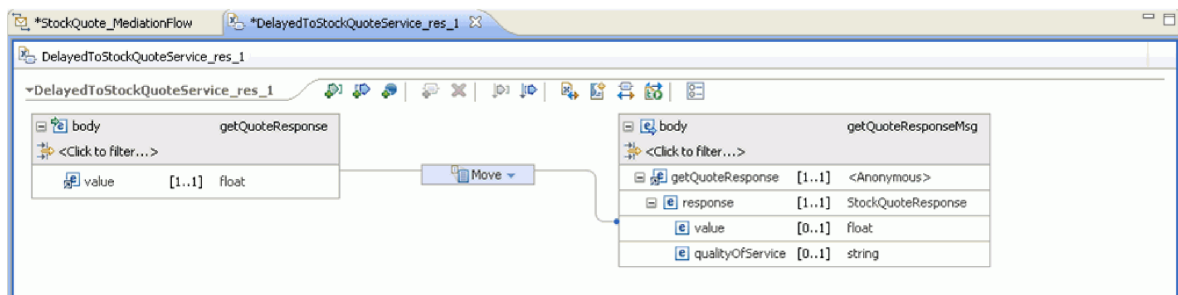 *StockQuote_MediationFlow *DelayedToStockQuoteService_res_1
DelayedToStockQuoteService_res_1
DelayedToStockQuoteService_res_1
body getQuoteResponse
<Click to filter...>
value [1..1] float
Move
body getQuoteResponseMsg
<Click to filter...>
getQuoteResponse [1..1] <Anonymous>
response [1..1] StockQuoteResponse
value [0..1] float
qualityOfService [0..1] string